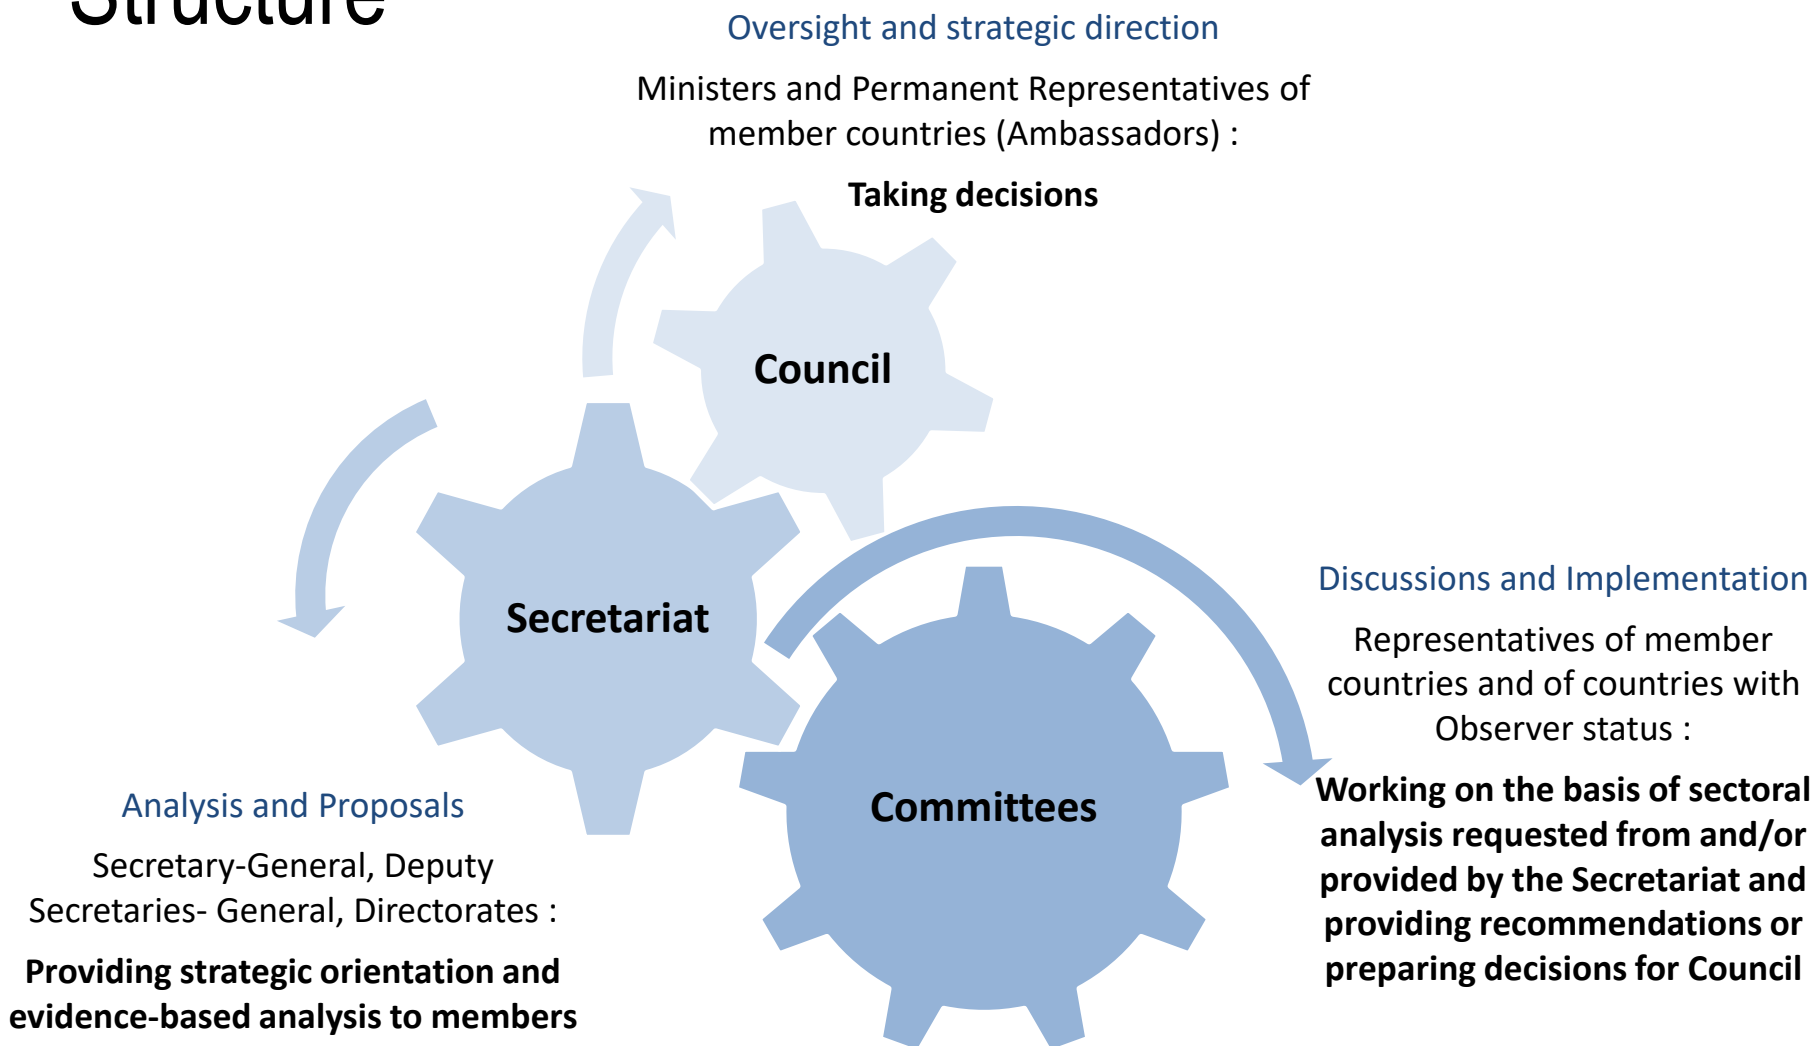 Structure
Oversight and strategic direction
Ministers and Permanent Representatives of
member countries (Ambassadors) :
Taking decisions
Council
Secretariat
Committees
Discussions and Implementation
Representatives of member
countries and of countries with
Observer status :
Working on the basis of sectoral
analysis requested from and/or
provided by the Secretariat and
providing recommendations or
preparing decisions for Council
Analysis and Proposals
Secretary-General, Deputy
Secretaries- General, Directorates :
Providing strategic orientation and
evidence-based analysis to members